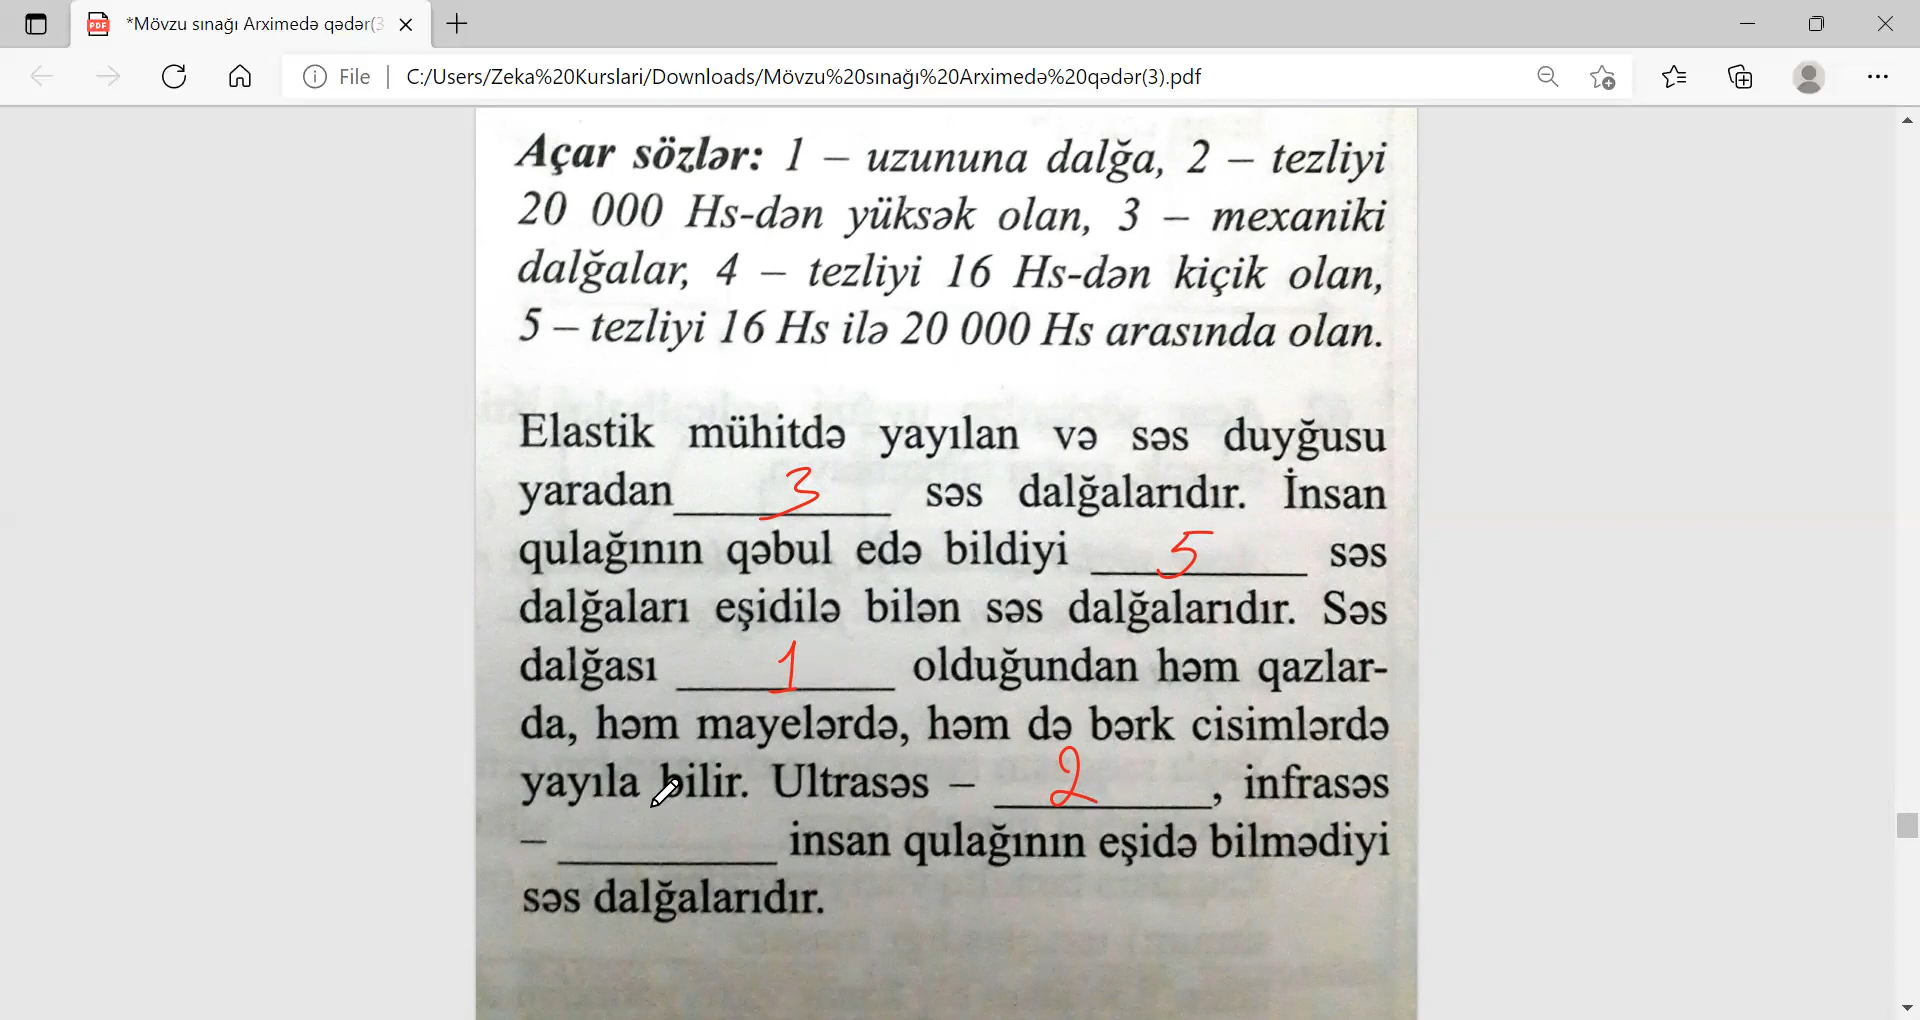 *Mövzu sınağı Arximedə qədər(3
File
C:/Users/Zeka%20Kurslari/Downloads/Mövzu%20sınağı%20Arximedə%20qədər(3).pdf
Açar sözlər: 1 – uzununa dalğa, 2 – tezliyi
20 000 Hs-dən yüksək olan, 3 – mexaniki
dalğalar, 4 – tezliyi 16 Hs-dən kiçik olan,
5 – tezliyi 16 Hs ilə 20 000 Hs arasında olan.
Elastik mühitdə yayılan və səs duyğusu
yaradan 3 səs dalğalarıdır. İnsan
qulağının qəbul edə bildiyi 5 səs
dalğaları eşidilə bilən səs dalğalarıdır. Səs
dalğası 1 olduğundan həm qazlar-
da, həm mayelərdə, həm də bərk cisimlərdə
yayıla bilir. Ultrasəs – 2, infrasəs
– ________ insan qulağının eşidə bilmədiyi
səs dalğalarıdır.